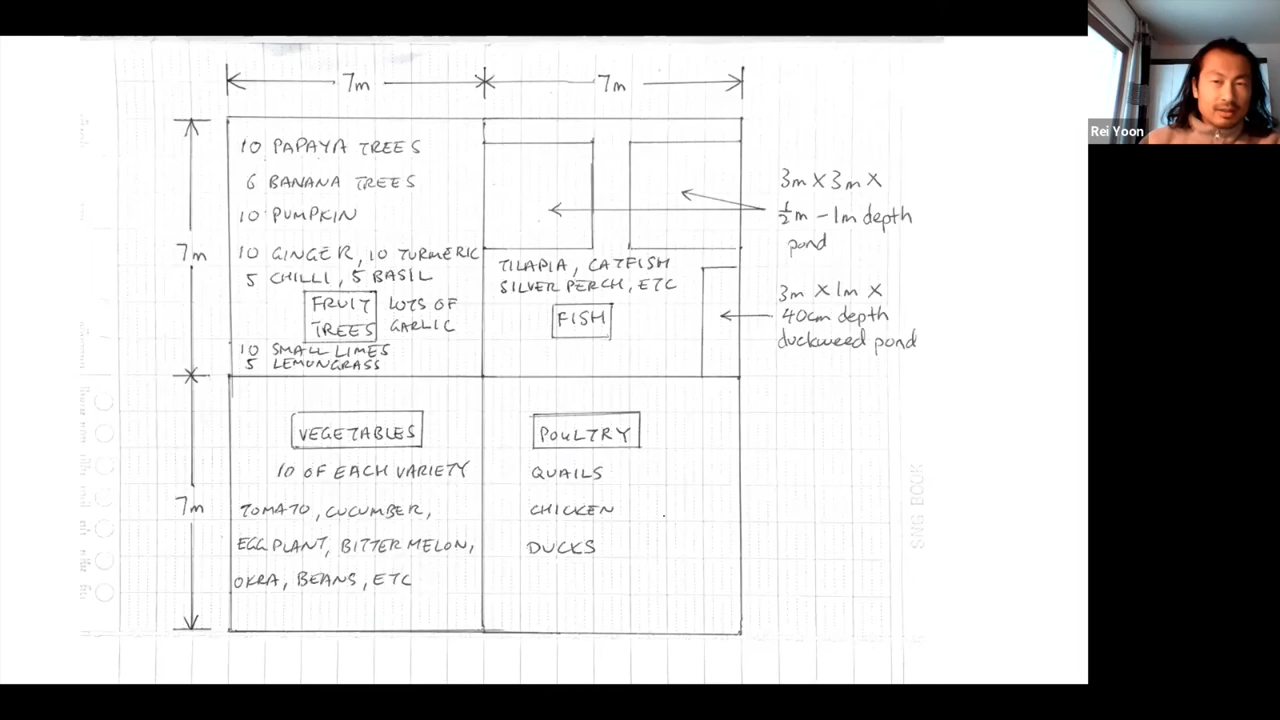 7m
7m
Rei Yoon
7m
10 PAPAYA TREES
6 BANANA TREES
10 PUMPKIN
10 GINGER, 10 TURMERIC
5 CHILLI, 5 BASIL
FRUIT TREES
LOTS OF GARLIC
10 SMALL LIMES
5 LEMONGRASS
TILAPIA, CATFISH
SILVER PERCH, ETC
FISH
3m X 3m X
½m - 1m depth
pond
3m X 1m X
40cm depth
duckweed pond
7m
VEGETABLES
10 OF EACH VARIETY
TOMATO, CUCUMBER,
EGGPLANT, BITTER MELON,
OKRA, BEANS, ETC
POULTRY
QUAILS
CHICKEN
DUCKS
SNG BOOK